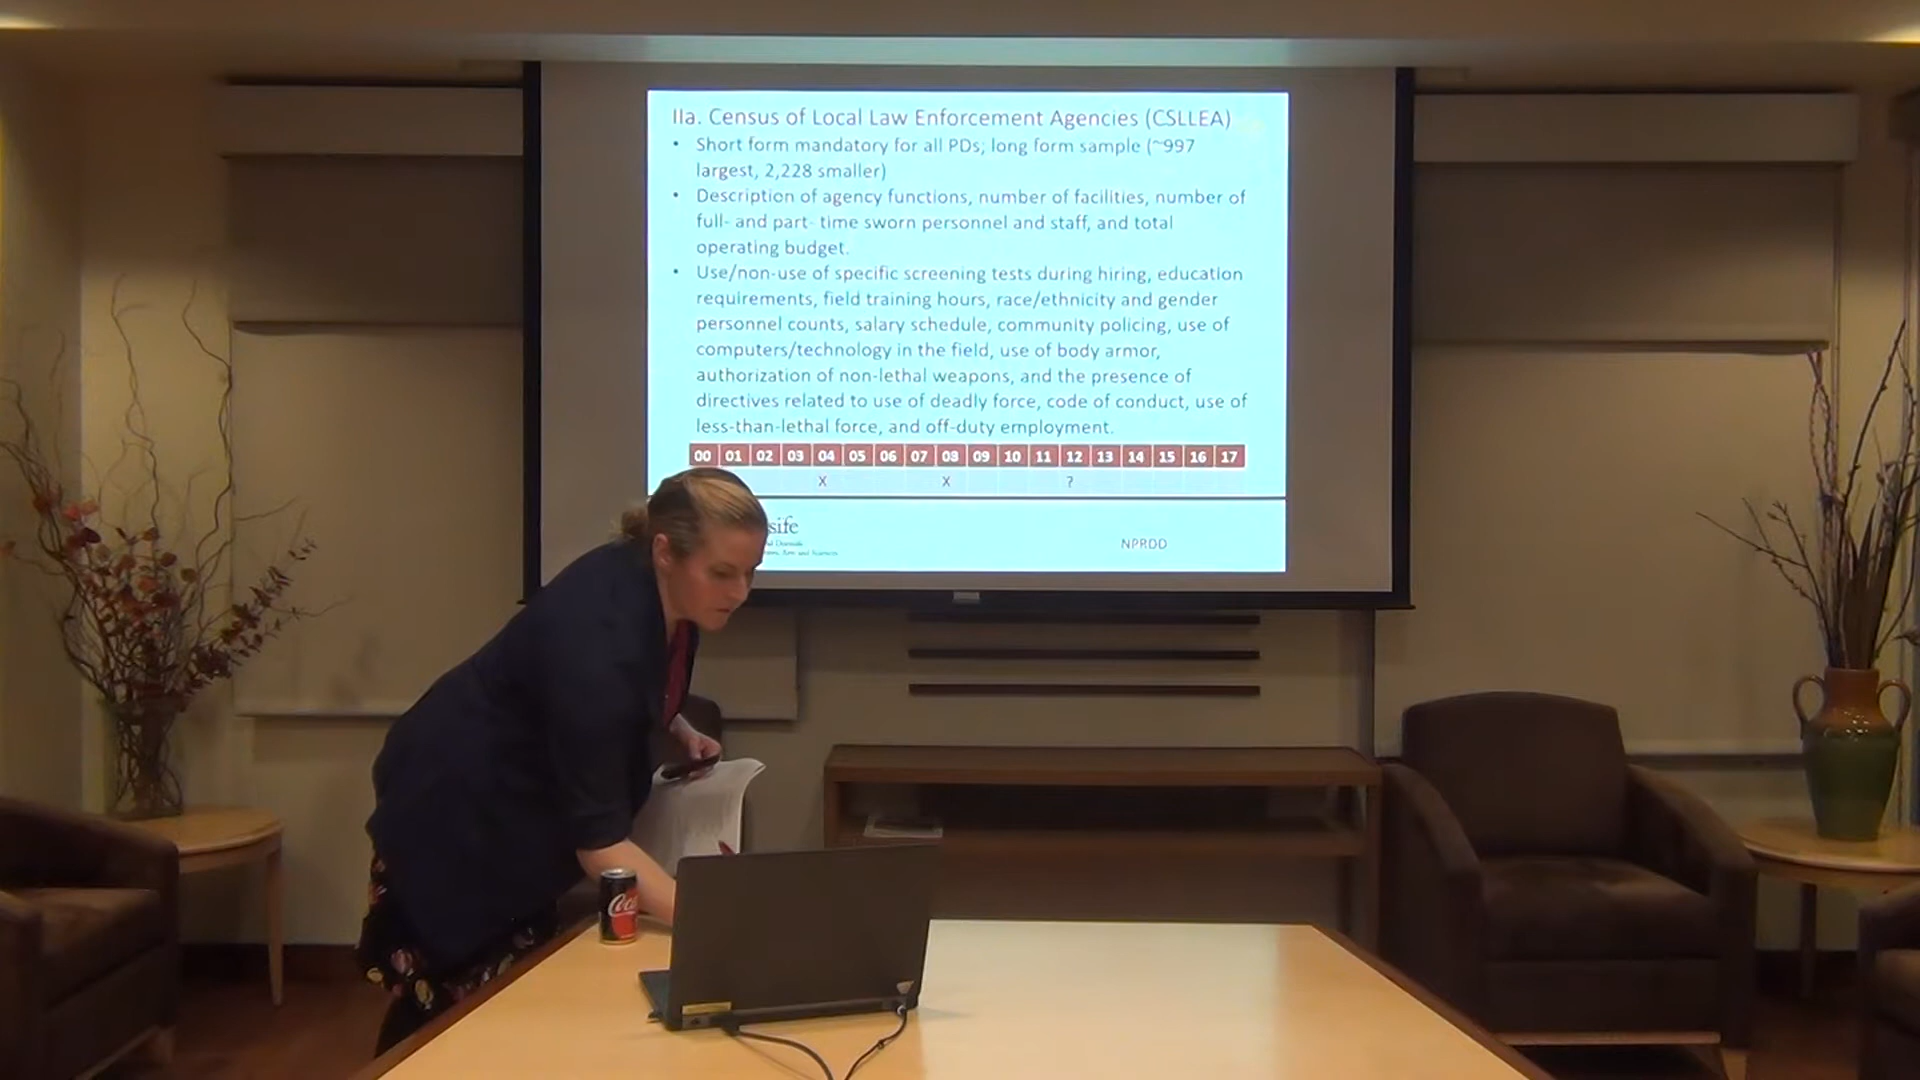 IIa. Census of Local Law Enforcement Agencies (CSLLEA)
• Short form mandatory for all PDs; long form sample (~997
largest, 2,228 smaller)
• Description of agency functions, number of facilities, number of
full- and part- time sworn personnel and staff, and total
operating budget.
• Use/non-use of specific screening tests during hiring, education
requirements, field training hours, race/ethnicity and gender
personnel counts, salary schedule, community policing, use of
computers/technology in the field, use of body armor,
authorization of non-lethal weapons, and the presence of
directives related to use of deadly force, code of conduct, use of
less-than-lethal force, and off-duty employment.
00 01 02 03 04 05 06 07 08 09 10 11 12 13 14 15 16 17
X X ?
sife
Arts and Sciences
NPRDD
Coca